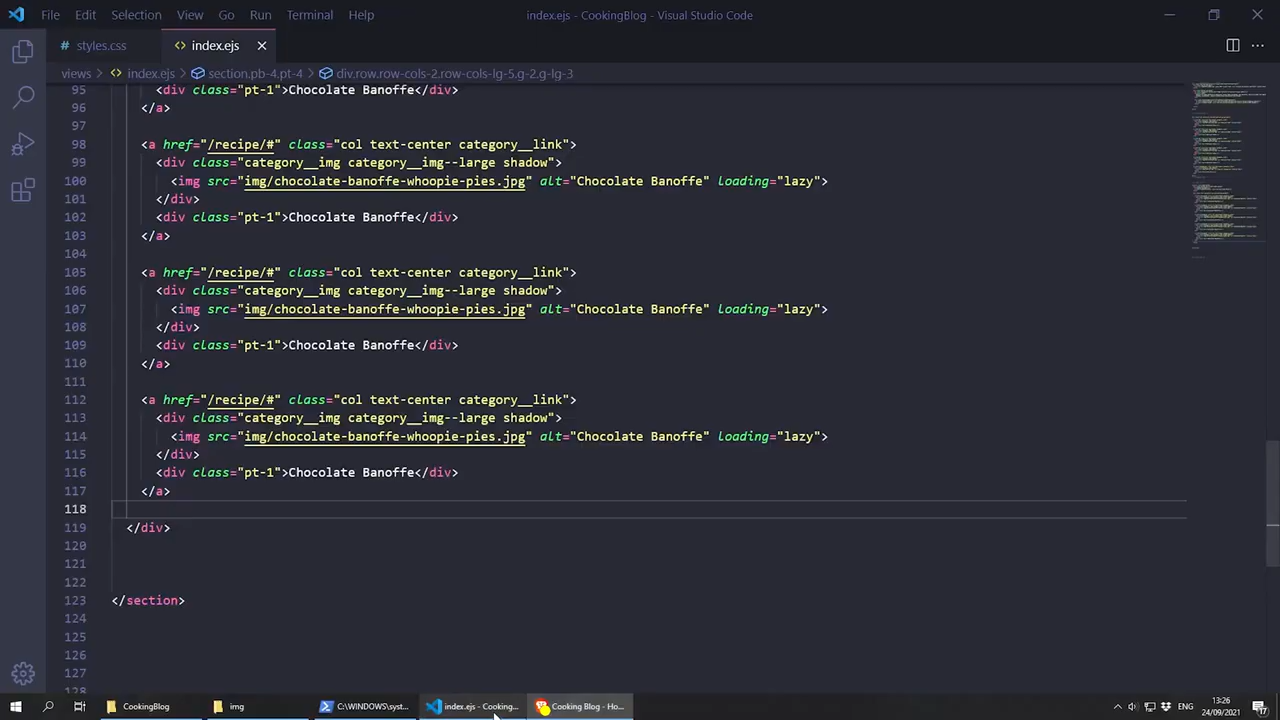 File Edit Selection View Go Run Terminal Help index.ejs - CookingBlog - Visual Studio Code
# styles.css <> index.ejs
views > <> index.ejs > section.pb-4.pt-4 > div.row.row-cols-2.row-cols-lg-5.g-2.g-lg-3
95 <div class="pt-1">Chocolate Banoffe</div>
96 </a>
97
98 <a href="/recipe/#" class="col text-center category__link">
99 <div class="category__img category__img--large shadow">
100 <img src="img/chocolate-banoffe-whoopie-pies.jpg" alt="Chocolate Banoffe" loading="lazy">
101 </div>
102 <div class="pt-1">Chocolate Banoffe</div>
103 </a>
104
105 <a href="/recipe/#" class="col text-center category__link">
106 <div class="category__img category__img--large shadow">
107 <img src="img/chocolate-banoffe-whoopie-pies.jpg" alt="Chocolate Banoffe" loading="lazy">
108 </div>
109 <div class="pt-1">Chocolate Banoffe</div>
110 </a>
111
112 <a href="/recipe/#" class="col text-center category__link">
113 <div class="category__img category__img--large shadow">
114 <img src="img/chocolate-banoffe-whoopie-pies.jpg" alt="Chocolate Banoffe" loading="lazy">
115 </div>
116 <div class="pt-1">Chocolate Banoffe</div>
117 </a>
118
119 </div>
120
121
122
123 </section>
124
125
126
127
128
CookingBlog img C:\WINDOWS\syst... index.ejs - Cooking... Cooking Blog - Ho... ENG 13:26
24/09/2021 17